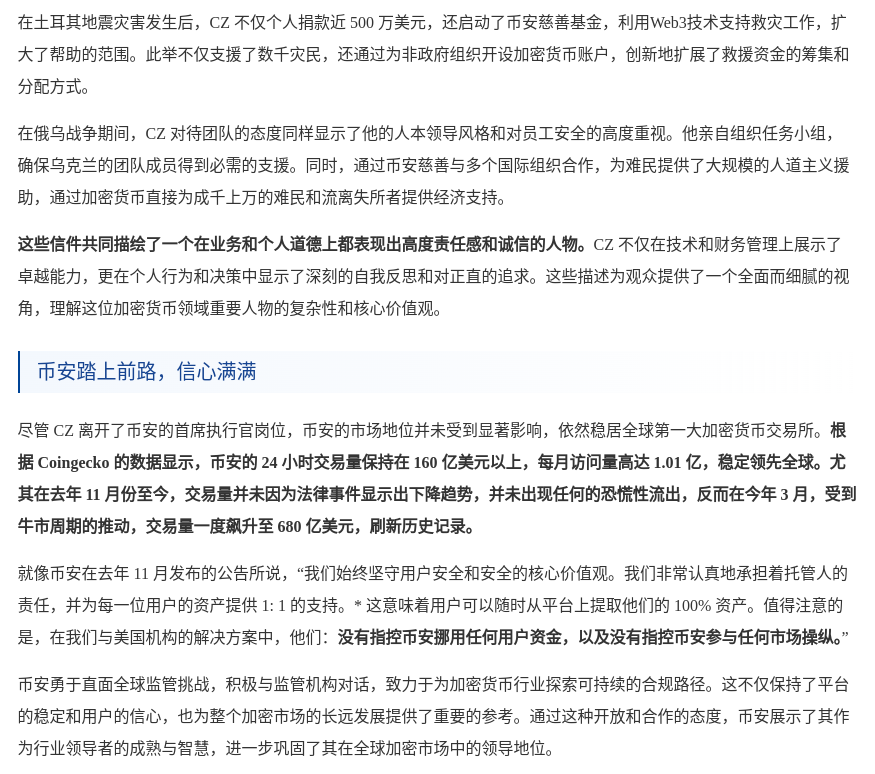 在土耳其地震灾害发生后，CZ 不仅个人捐款近 500 万美元，还启动了币安慈善基金，利用Web3技术支持救灾工作，扩
大了帮助的范围。此举不仅支援了数千灾民，还通过为非政府组织开设加密货币账户，创新地扩展了救援资金的筹集和
分配方式。
在俄乌战争期间，CZ 对待团队的态度同样显示了他的人本领导风格和对员工安全的高度重视。他亲自组织任务小组，
确保乌克兰的团队成员得到必需的支援。同时，通过币安慈善与多个国际组织合作，为难民提供了大规模的人道主义援
助，通过加密货币直接为成千上万的难民和流离失所者提供经济支持。
这些信件共同描绘了一个在业务和个人道德上都表现出高度责任感和诚信的人物。CZ 不仅在技术和财务管理上展示了
卓越能力，更在个人行为和决策中显示了深刻的自我反思和对正直的追求。这些描述为观众提供了一个全面而细腻的视
角，理解这位加密货币领域重要人物的复杂性和核心价值观。
币安踏上前路，信心满满
尽管 CZ 离开了币安的首席执行官岗位，币安的市场地位并未受到显著影响，依然稳居全球第一大加密货币交易所。根
据 Coingecko 的数据显示，币安的 24 小时交易量保持在 160 亿美元以上，每月访问量高达 1.01 亿，稳定领先全球。尤
其在去年 11 月份至今，交易量并未因为法律事件显示出下降趋势，并未出现任何的恐慌性流出，反而在今年 3 月，受到
牛市周期的推动，交易量一度飙升至 680 亿美元，刷新历史记录。
就像币安在去年 11 月发布的公告所说，“我们始终坚守用户安全和安全的核心价值观。我们非常认真地承担着托管人的
责任，并为每一位用户的资产提供 1: 1 的支持。* 这意味着用户可以随时从平台上提取他们的 100% 资产。值得注意的
是，在我们与美国机构的解决方案中，他们：没有指控币安挪用任何用户资金，以及没有指控币安参与任何市场操纵。”
币安勇于直面全球监管挑战，积极与监管机构对话，致力于为加密货币行业探索可持续的合规路径。这不仅保持了平台
的稳定和用户的信心，也为整个加密市场的长远发展提供了重要的参考。通过这种开放和合作的态度，币安展示了其作
为行业领导者的成熟与智慧，进一步巩固了其在全球加密市场中的领导地位。